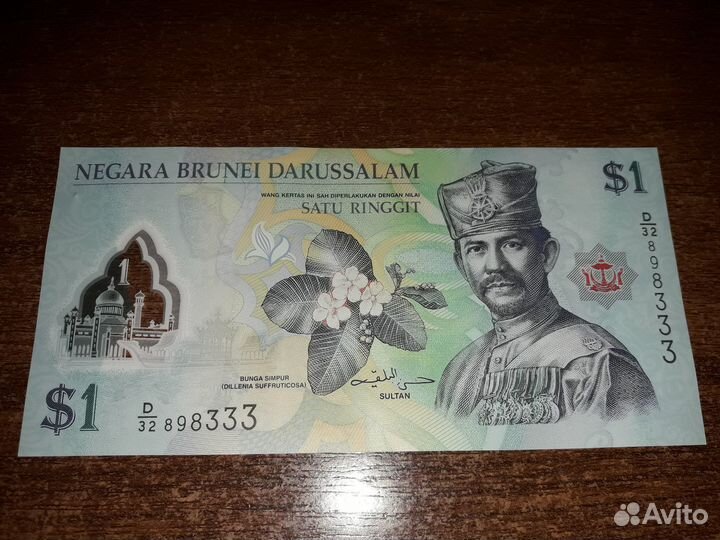 NEGARA BRUNEI DARUSSALAM
$1
WANG KERTAS INI SAH DIPERLAKUKAN DENGAN NILAI
SATU RINGGIT
D/32 898333
1
BUNGA SIMPUR
(DILLENIA SUFFRUTICOSA)
SULTAN
$1
D/32 898333
Avito